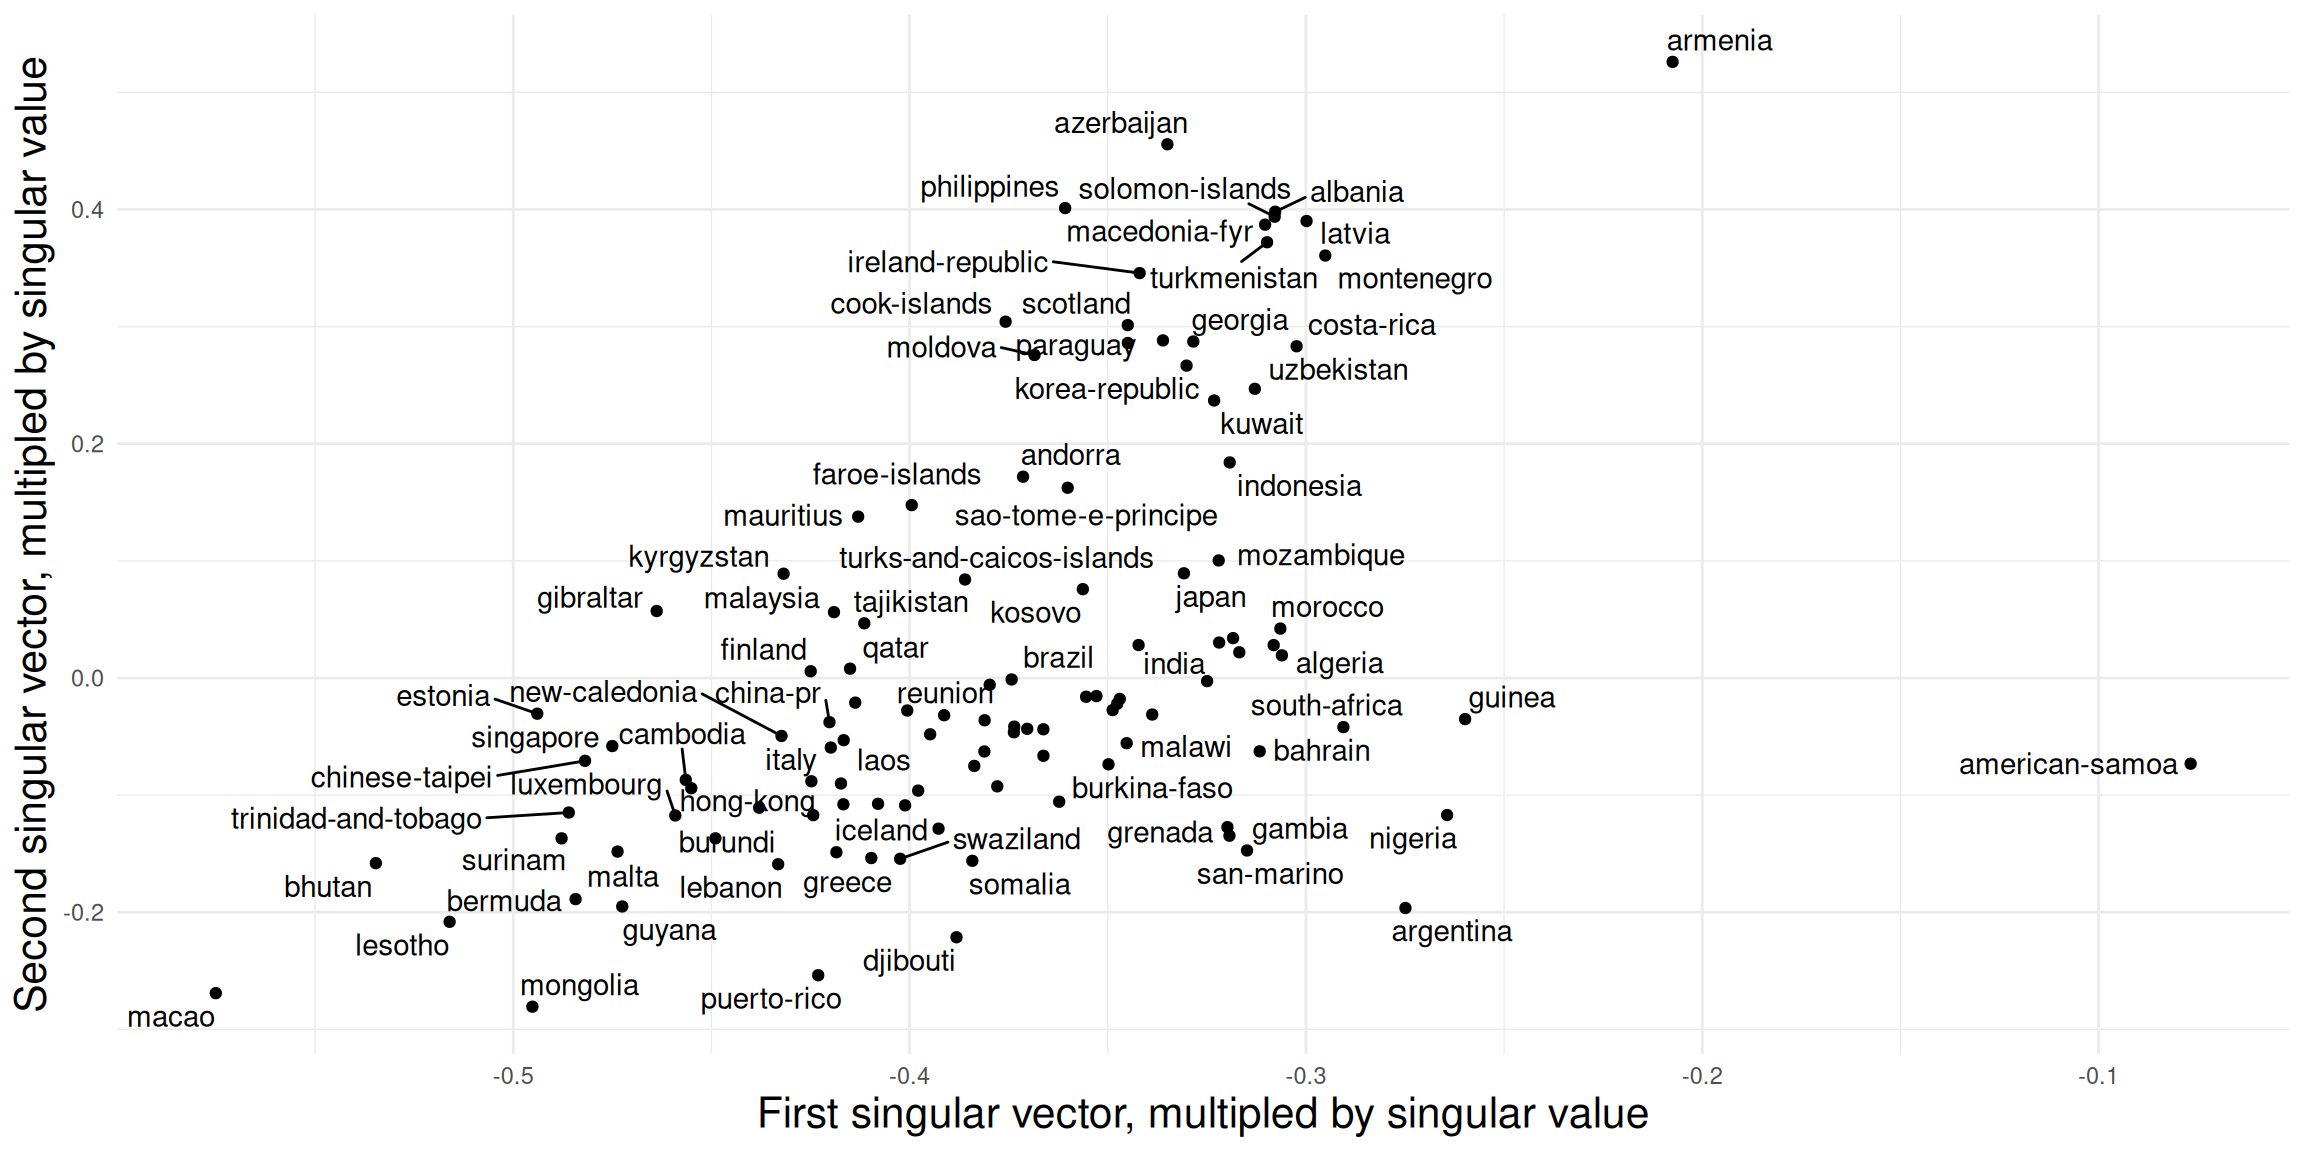 Second singular vector, multipled by singular value
armenia
azerbaijan
philippines
solomon-islands
albania
0.4
macedonia-fyr
latvia
ireland-republic
turkmenistan
montenegro
cook-islands
scotland
georgia
costa-rica
moldova
paraguay
uzbekistan
korea-republic
kuwait
0.2
andorra
faroe-islands
indonesia
mauritius
sao-tome-e-principe
kyrgyzstan
turks-and-caicos-islands
mozambique
gibraltar
malaysia
tajikistan
kosovo
japan
morocco
finland
qatar
brazil
india
algeria
0.0
estonia
new-caledonia
china-pr
reunion
south-africa
guinea
singapore
cambodia
italy
laos
malawi
bahrain
american-samoa
chinese-taipei
luxembourg
hong-kong
burkina-faso
trinidad-and-tobago
burundi
iceland
swaziland
grenada
gambia
nigeria
surinam
malta
lebanon
greece
somalia
san-marino
bhutan
bermuda
-0.2
guyana
argentina
lesotho
djibouti
mongolia
puerto-rico
macao
-0.5
-0.4
-0.3
-0.2
-0.1
First singular vector, multipled by singular value